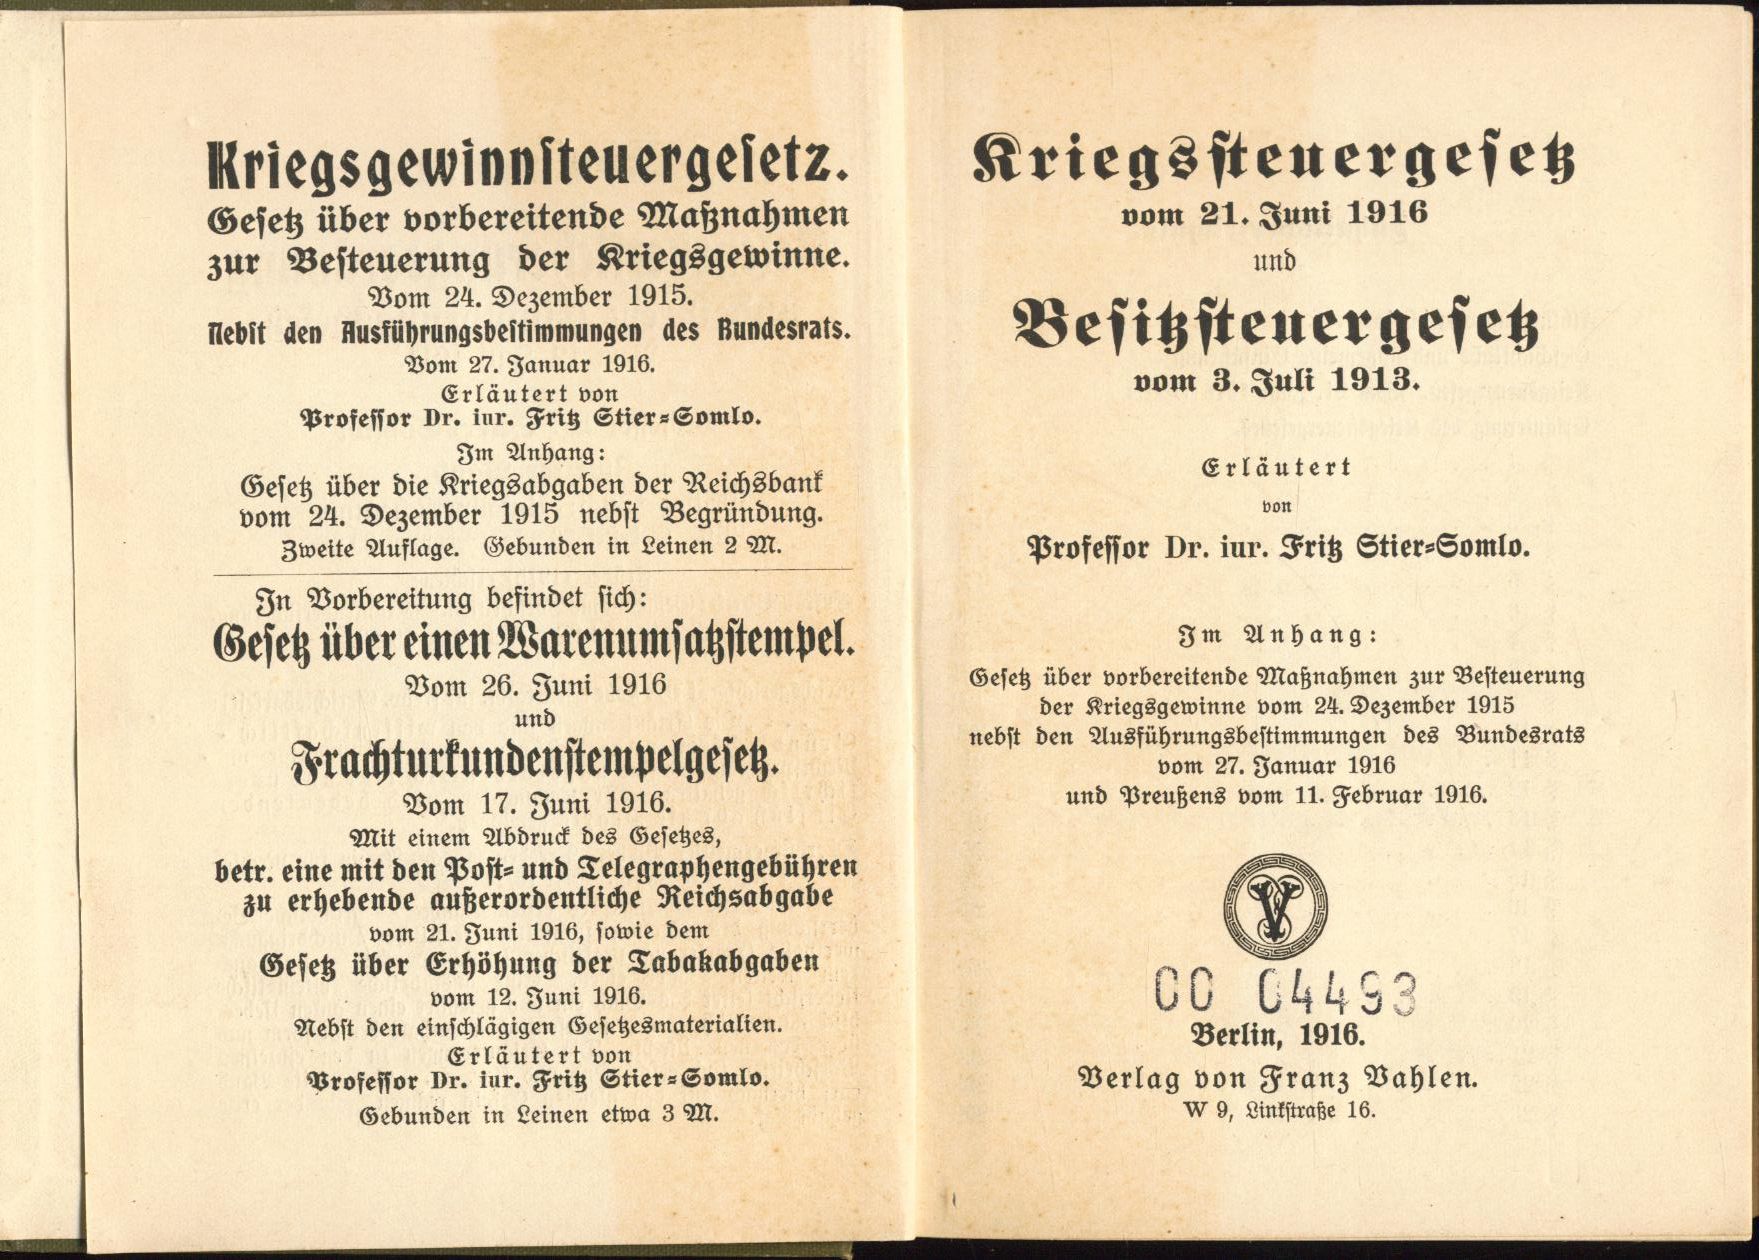 Kriegsgewinnsteuergesetz.
Gesetz über vorbereitende Maßnahmen
zur Besteuerung der Kriegsgewinne.
Vom 24. Dezember 1915.
Nebst den Ausführungsbestimmungen des Bundesrats.
Vom 27. Januar 1916.
Erläutert von
Professor Dr. iur. Fritz Stier-Somlo.
Im Anhang:
Gesetz über die Kriegsabgaben der Reichsbank
vom 24. Dezember 1915 nebst Begründung.
Zweite Auflage. Gebunden in Leinen 2 M.
In Vorbereitung befindet sich:
Gesetz über einen Warenumsatzstempel.
Vom 26. Juni 1916
und
Frachturkundenstempelgesetz.
Vom 17. Juni 1916.
Mit einem Abdruck des Gesetzes,
betr. eine mit den Post- und Telegraphengebühren
zu erhebende außerordentliche Reichsabgabe
vom 21. Juni 1916, sowie dem
Gesetz über Erhöhung der Tabakabgaben
vom 12. Juni 1916.
Nebst den einschlägigen Gesetzesmaterialien.
Erläutert von
Professor Dr. iur. Fritz Stier-Somlo.
Gebunden in Leinen etwa 3 M.
Kriegssteuergesetz
vom 21. Juni 1916
und
Besitzsteuergesetz
vom 3. Juli 1913.
Erläutert
von
Professor Dr. iur. Fritz Stier-Somlo.
Im Anhang:
Gesetz über vorbereitende Maßnahmen zur Besteuerung
der Kriegsgewinne vom 24. Dezember 1915
nebst den Ausführungsbestimmungen des Bundesrats
vom 27. Januar 1916
und Preußens vom 11. Februar 1916.
V
00 04493
Berlin, 1916.
Verlag von Franz Vahlen.
W 9, Linkstraße 16.